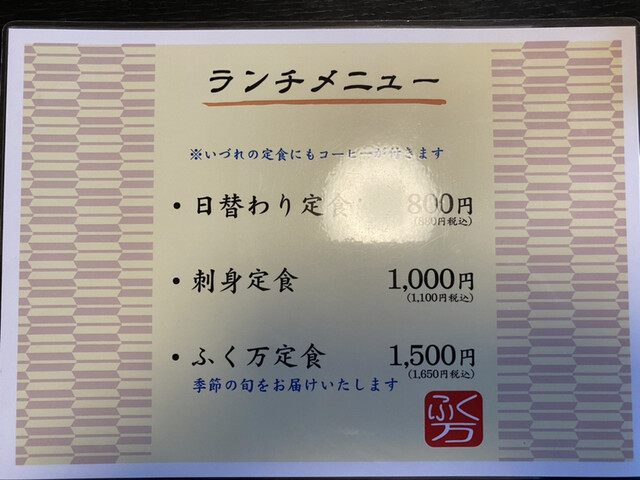 ランチメニュー
※いづれの定食にもコーヒーが付きます
・日替わり定食 800円
(880円税込)
・刺身定食 1,000円
(1,100円税込)
・ふく万定食 1,500円
(1,650円税込)
季節の旬をお届けいたします
ふく万